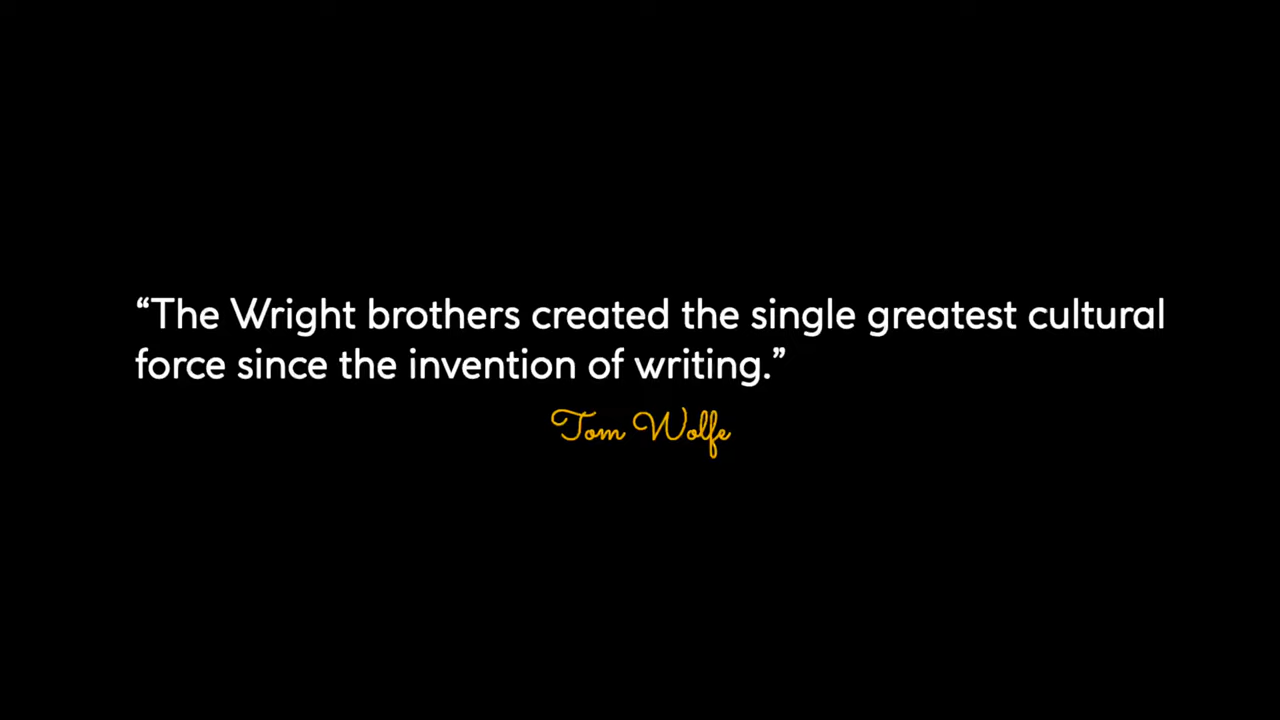 “The Wright brothers created the single greatest cultural
force since the invention of writing.”
Tom Wolfe